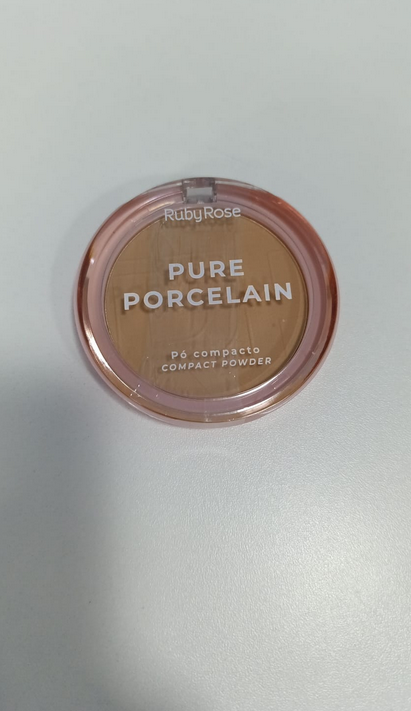 RubyRose
PURE
PORCELAIN
Pó compacto
COMPACT POWDER